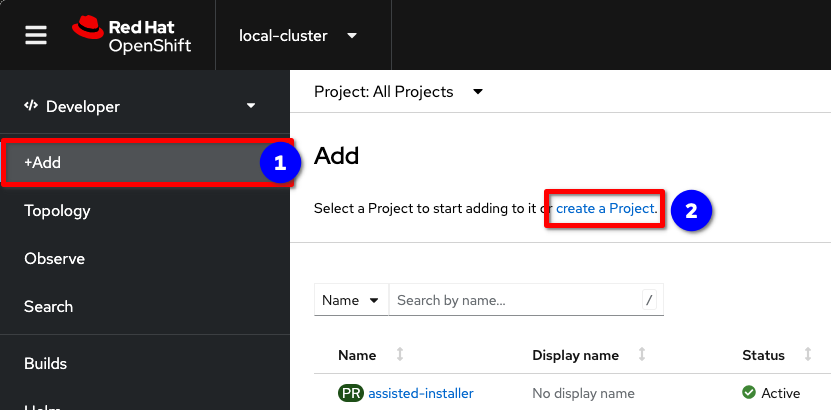 Red Hat
OpenShift
local-cluster
</> Developer
+Add
1
Topology
Observe
Search
Builds
Helm
Project: All Projects
Add
Select a Project to start adding to it or create a Project.
2
Name
Search by name...
/
Name Display name Status
PR assisted-installer No display name Active